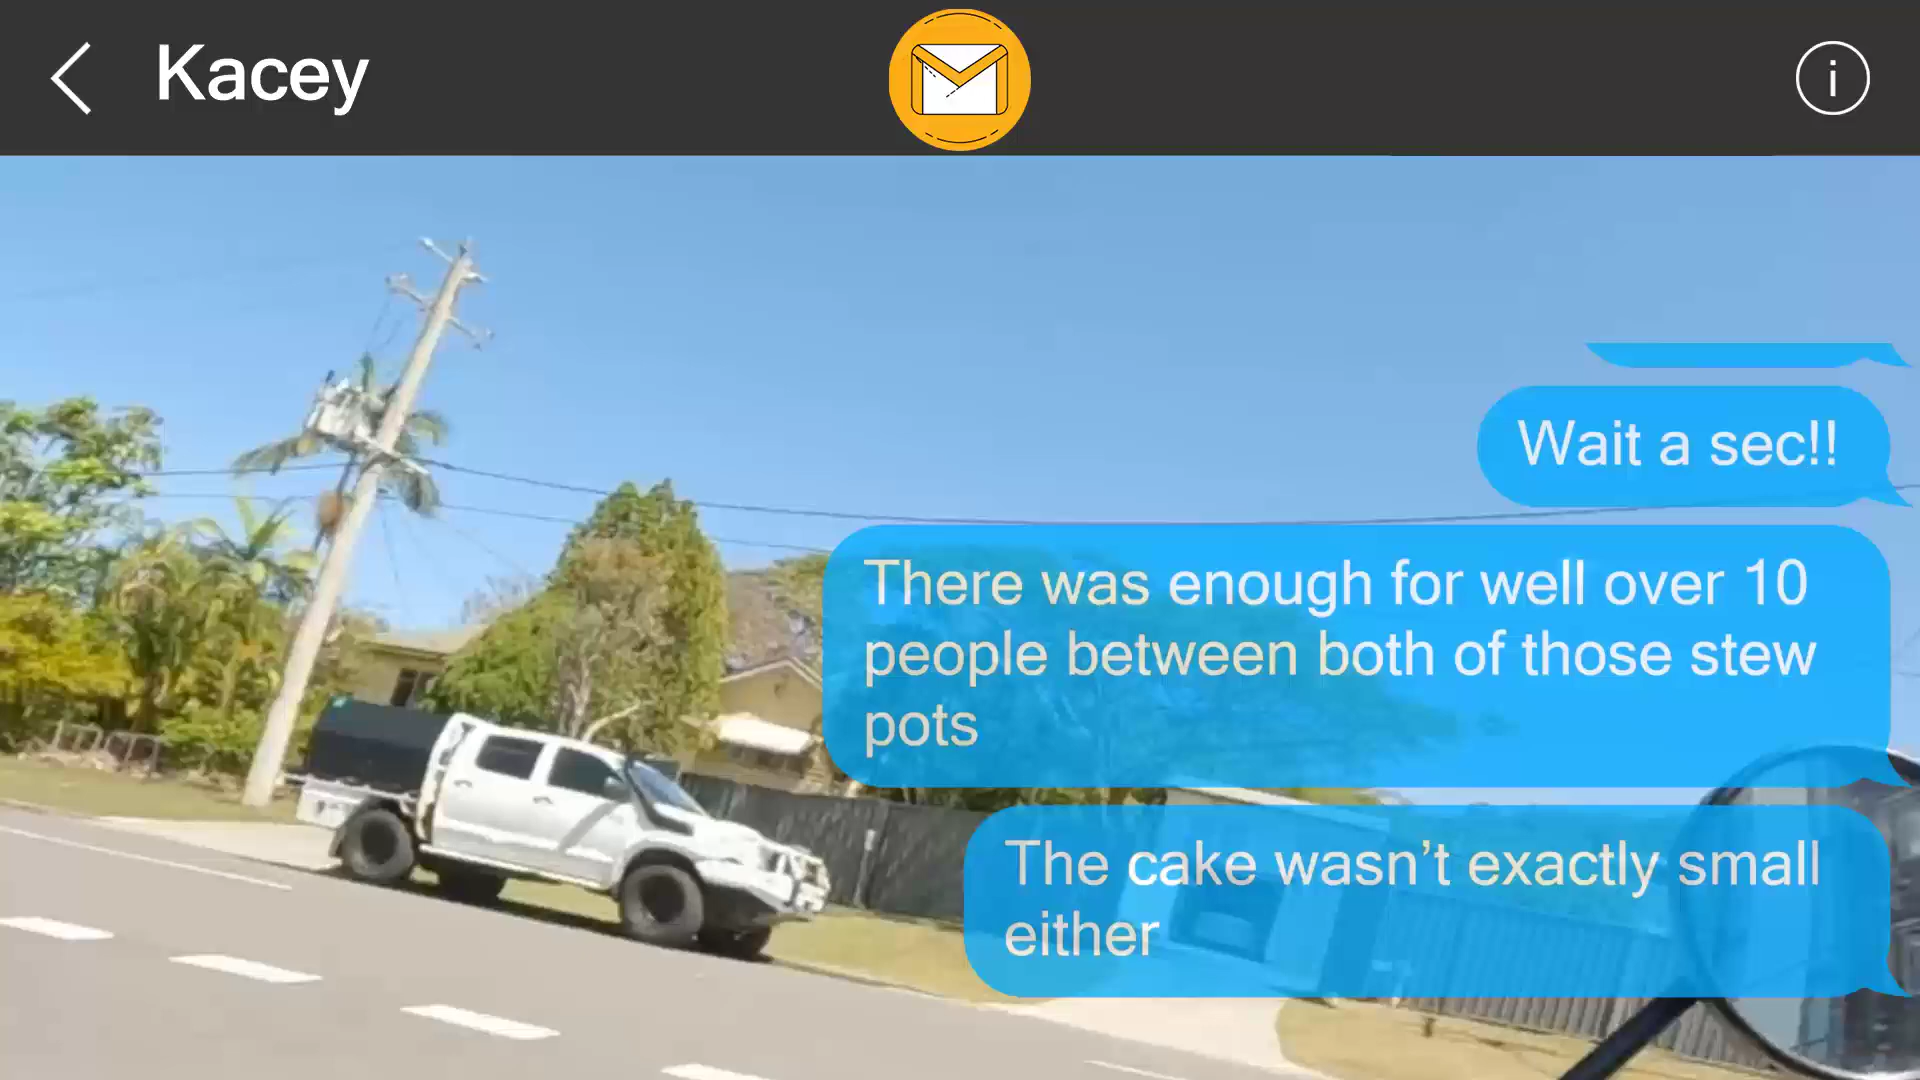 Kacey
i
Wait a sec!!
There was enough for well over 10
people between both of those stew
pots
The cake wasn’t exactly small
either